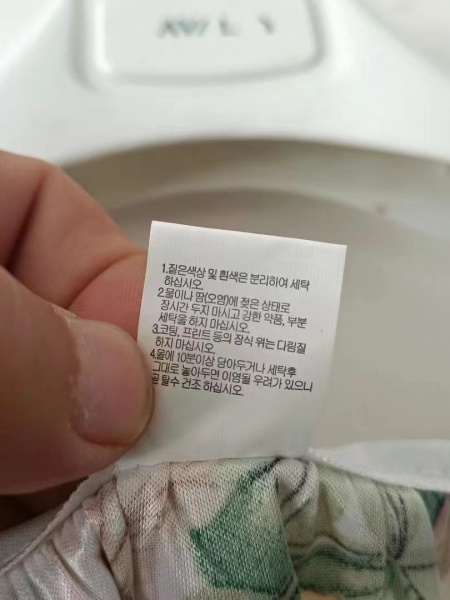 1.짙은색상 및 흰색은 분리하여 세탁
하십시오.
2.물이나 땀(오염)에 젖은 상태로
장시간 두지 마시고 강한 약품, 부분
세탁을 하지 마십시오.
3.코팅, 프린트 등의 장식 위는 다림질
하지 마십시오.
4.물에 10분이상 담아두거나 세탁후
그대로 놓아두면 이염될 우려가 있으니
곧 탈수 건조 하십시오.